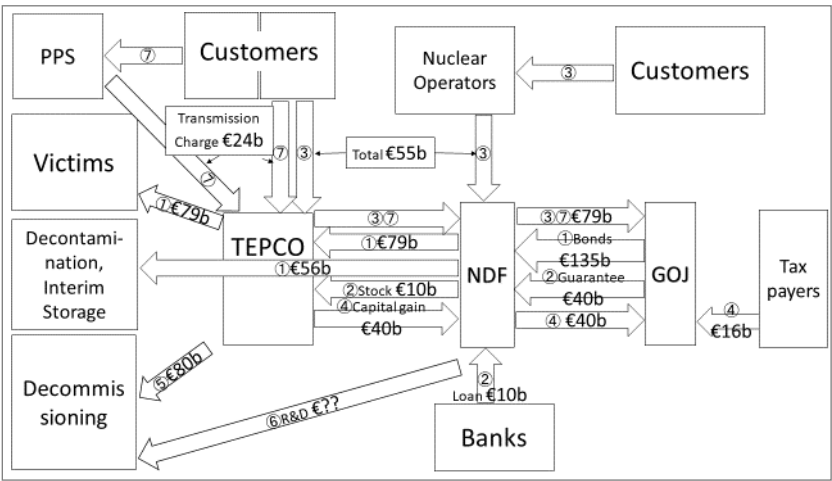 PPS
⑦
Customers
Nuclear
Operators
③
Customers
Transmission
Charge €24b
⑦
③
Total €55b
③
Victims
⑦
①€79b
TEPCO
③⑦
①€79b
①€56b
②Stock €10b
④Capital gain
€40b
NDF
③⑦€79b
①Bonds
€135b
②Guarantee
€40b
④ €40b
GOJ
④
€16b
Tax
payers
Decontami-
nation,
Interim
Storage
Decommis
sioning
⑤€80b
⑥R&D €??
②
Loan €10b
Banks